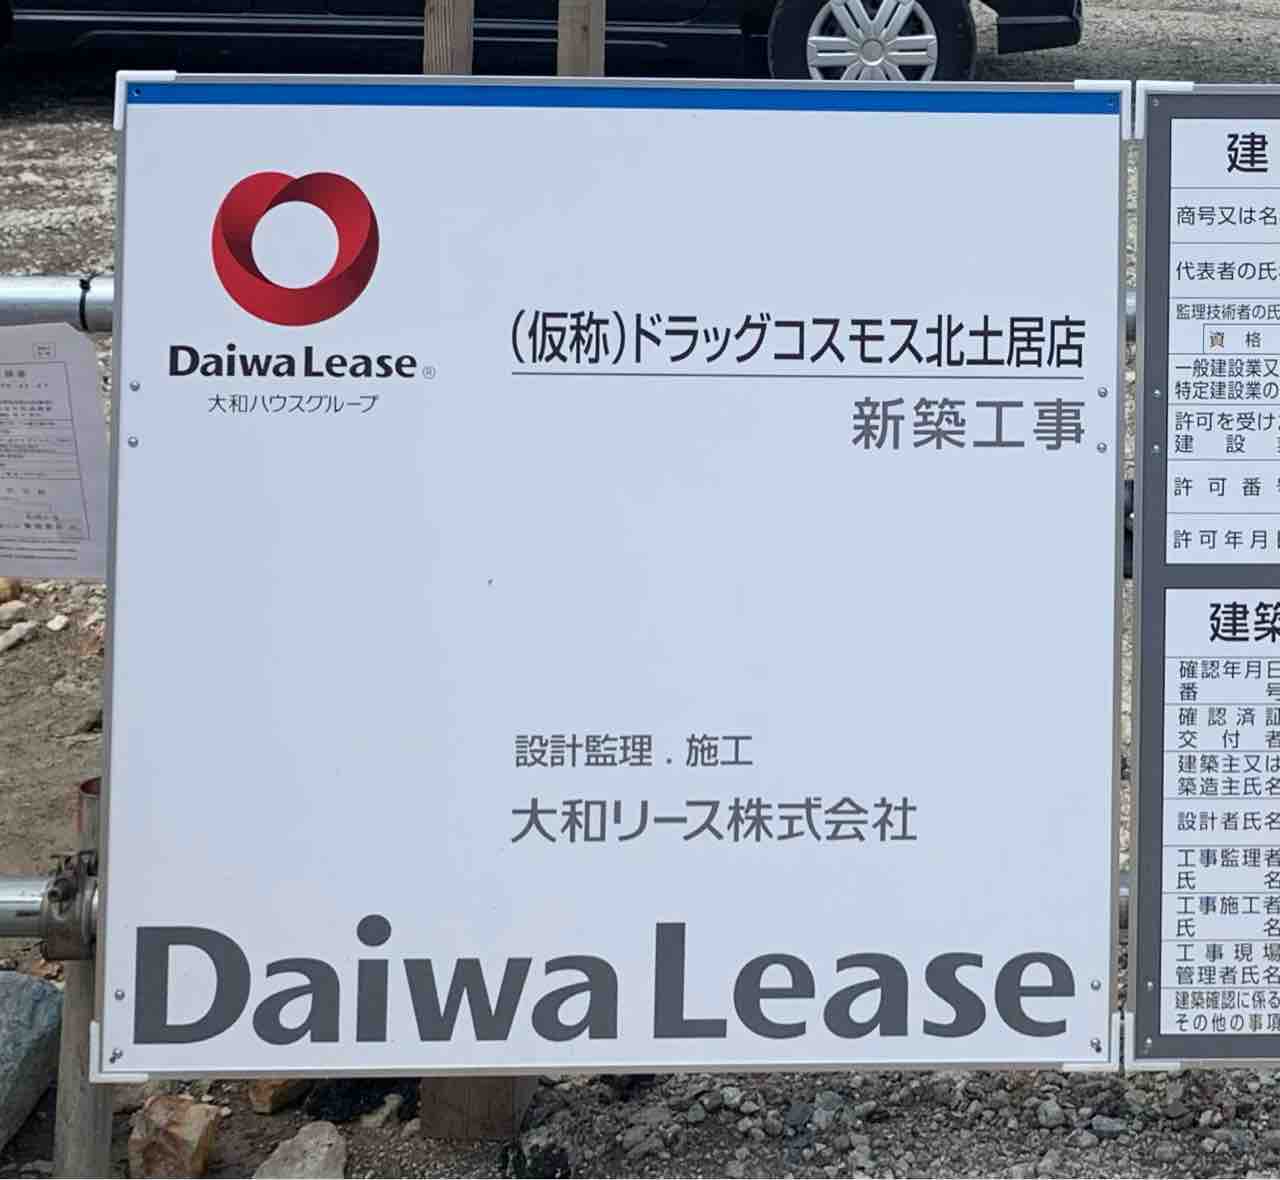 Daiwa Lease®
大和ハウスグループ
(仮称)ドラッグコスモス北土居店
新築工事
設計監理.施工
大和リース株式会社
Daiwa Lease
建
商号又は名
代表者の氏
監理技術者の氏
資格
一般建設業又
特定建設業の
許可を受け
建設
許可番
許可年月
建築
確認年月日
番号
確認済証
交付者
建築主又は
築造主氏名
設計者氏名
工事監理者
氏名
工事施工者
氏名
工事現場
管理者氏名
建築確認に係る
その他の事項